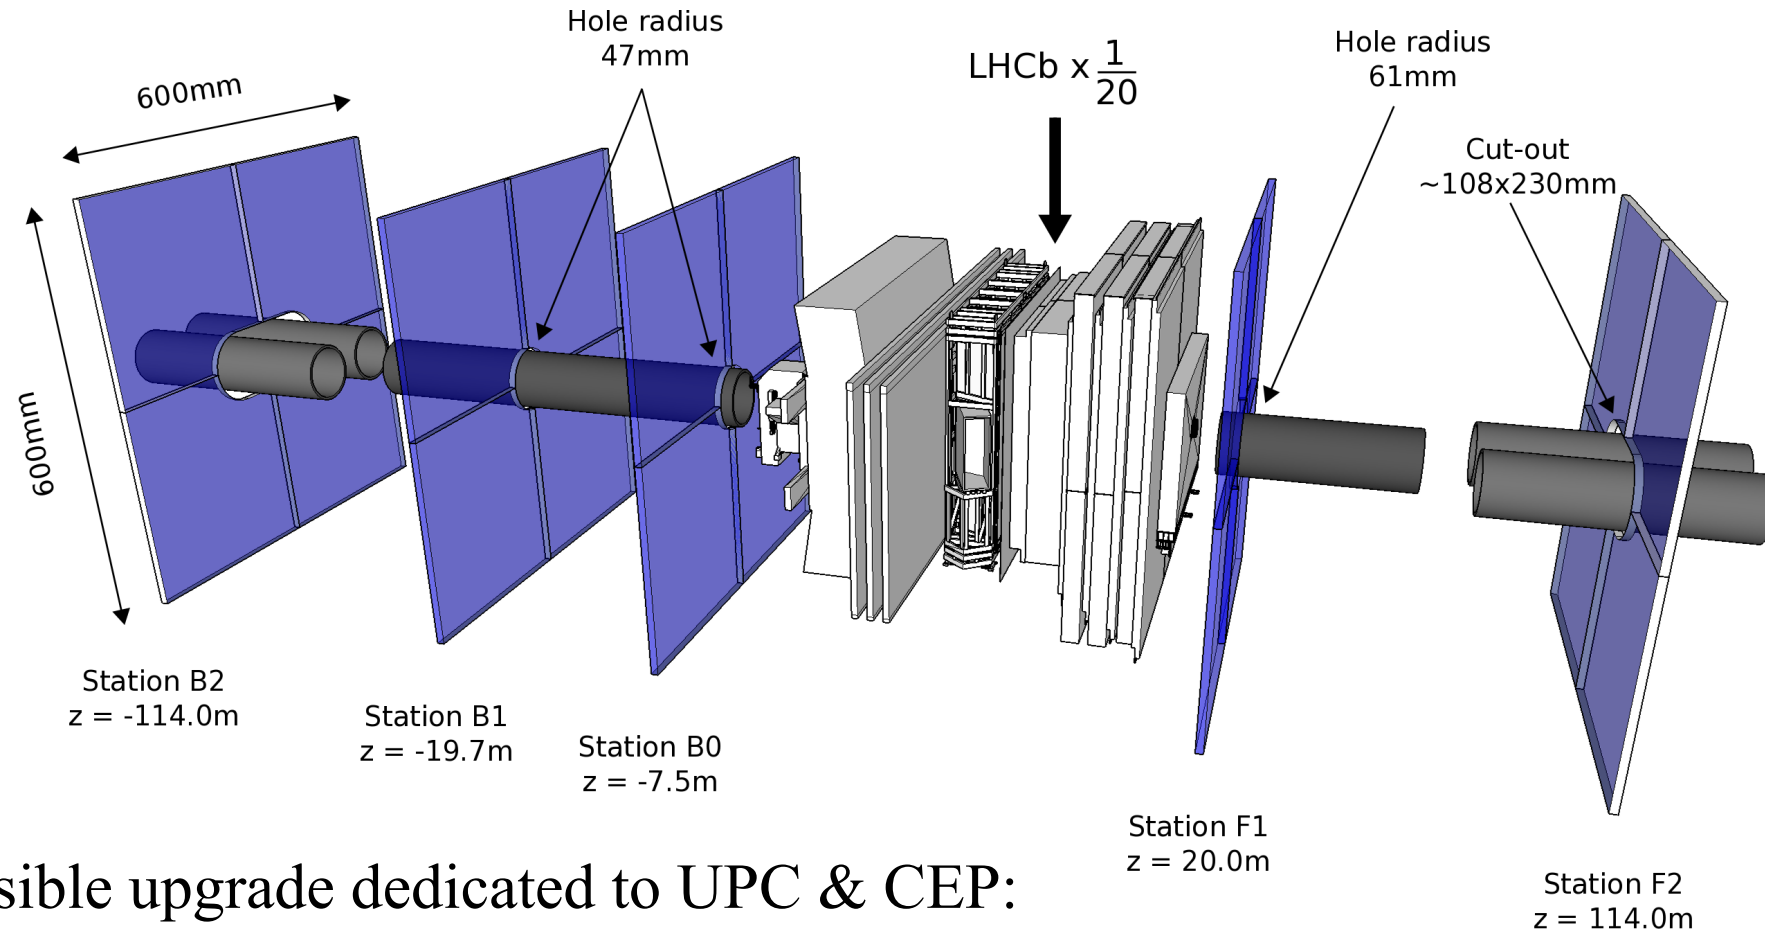 Hole radius
47mm
600mm
LHCb x 1/20
Hole radius
61mm
Cut-out
~108x230mm
600mm
Station B2
z = -114.0m
Station B1
z = -19.7m
Station B0
z = -7.5m
Station F1
z = 20.0m
Station F2
z = 114.0m
sible upgrade dedicated to UPC & CEP: